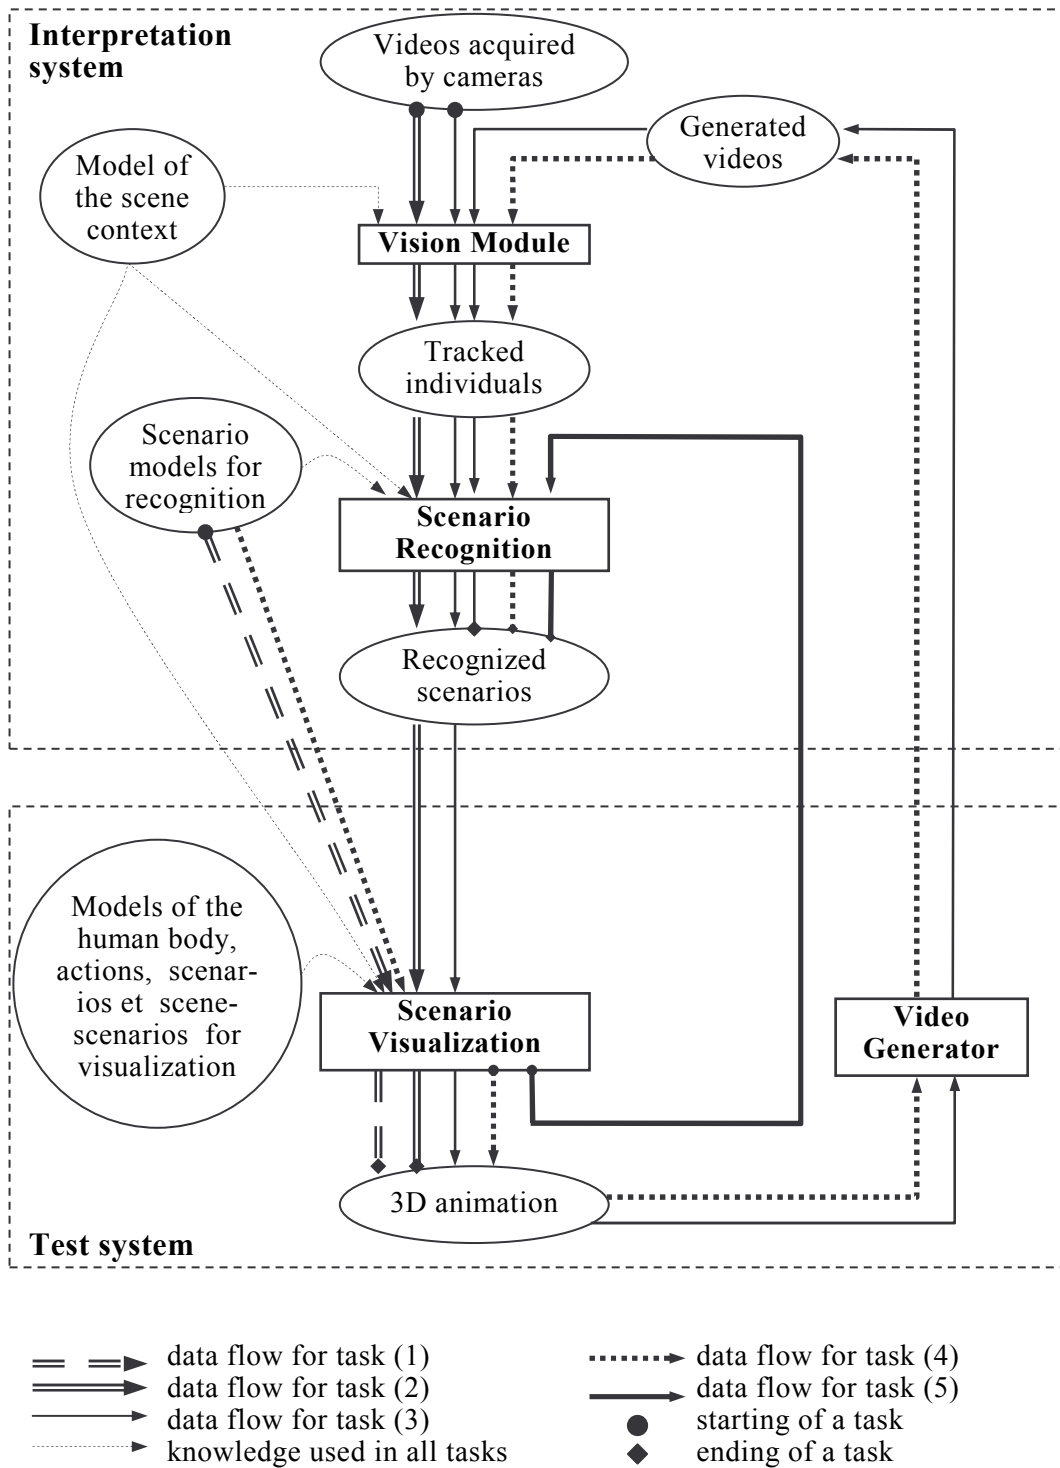 Interpretation
system
Videos acquired
by cameras
Generated
videos
Model of
the scene
context
Vision Module
Tracked
individuals
Scenario
models for
recognition
Scenario
Recognition
Recognized
scenarios
Models of the
human body,
actions, scenar-
ios et scene-
scenarios for
visualization
Scenario
Visualization
Video
Generator
3D animation
Test system
data flow for task (1)
data flow for task (2)
data flow for task (3)
knowledge used in all tasks
data flow for task (4)
data flow for task (5)
starting of a task
ending of a task